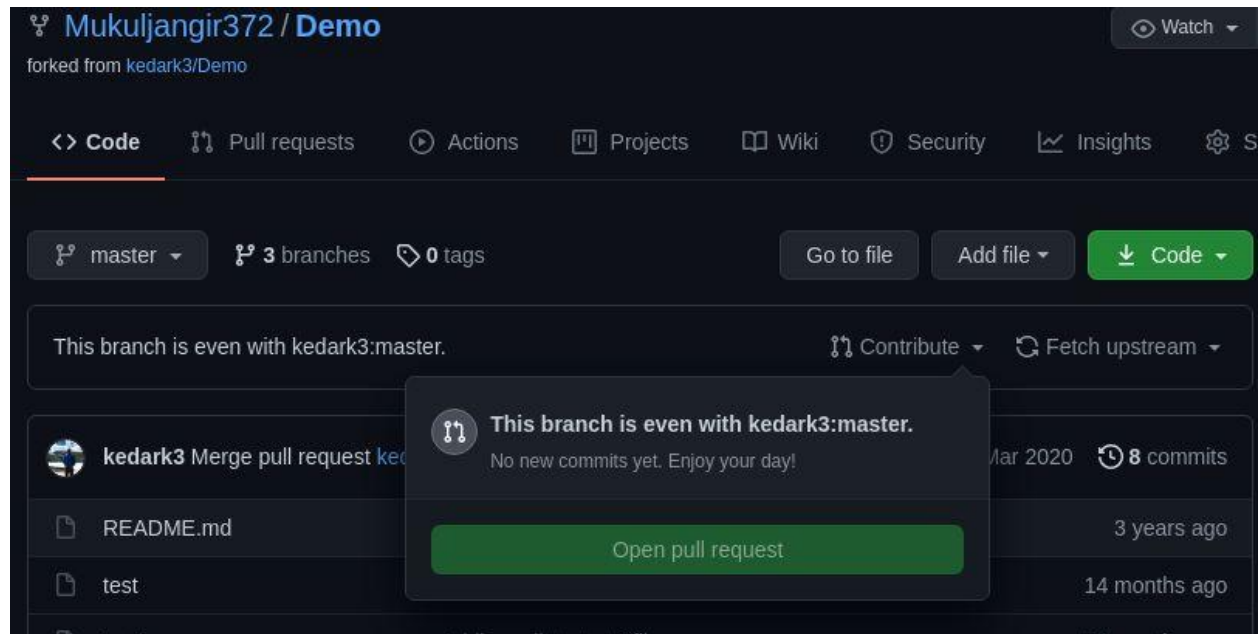 Mukuljangir372 / Demo
Watch
forked from kedark3/Demo
<> Code Pull requests Actions Projects Wiki Security Insights S
master 3 branches 0 tags Go to file Add file Code
This branch is even with kedark3:master. Contribute Fetch upstream
This branch is even with kedark3:master.
No new commits yet. Enjoy your day!
kedark3 Merge pull request Mar 2020 8 commits
README.md 3 years ago
Open pull request
test 14 months ago